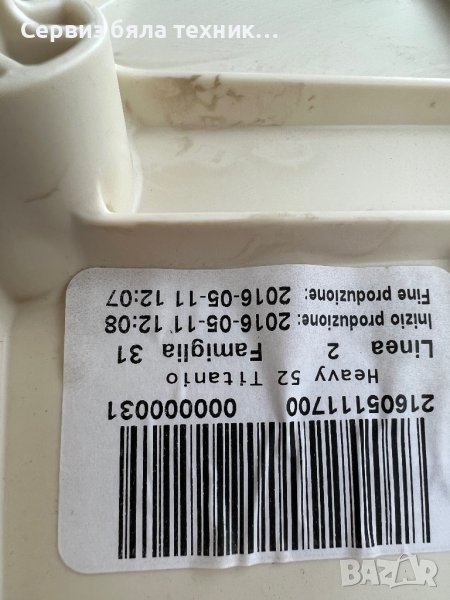 Сервиз бяла техник...
21605111700 000000031
Heavy 52 Titanio
Linea 2 Famiglia 31
Inizio produzione: 2016-05-11 12:08
Fine produzione: 2016-05-11 12:07
BAZAR